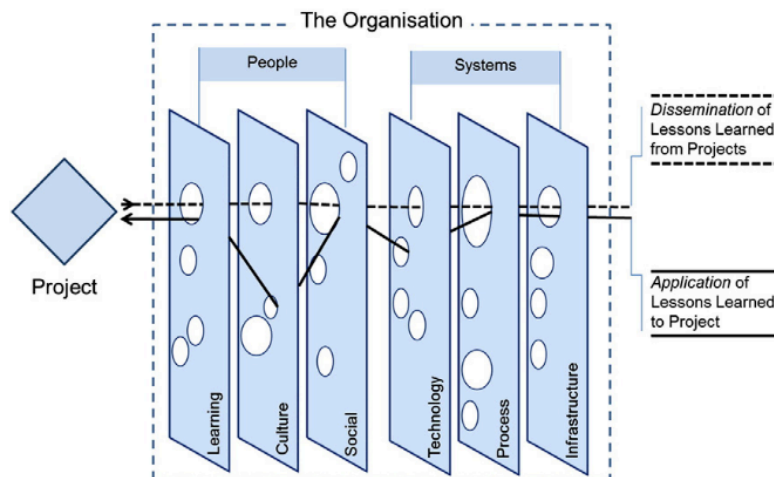 The Organisation
People
Systems
Dissemination of
Lessons Learned
from Projects
Project
Application of
Lessons Learned
to Project
Learning
Culture
Social
Technology
Process
Infrastructure